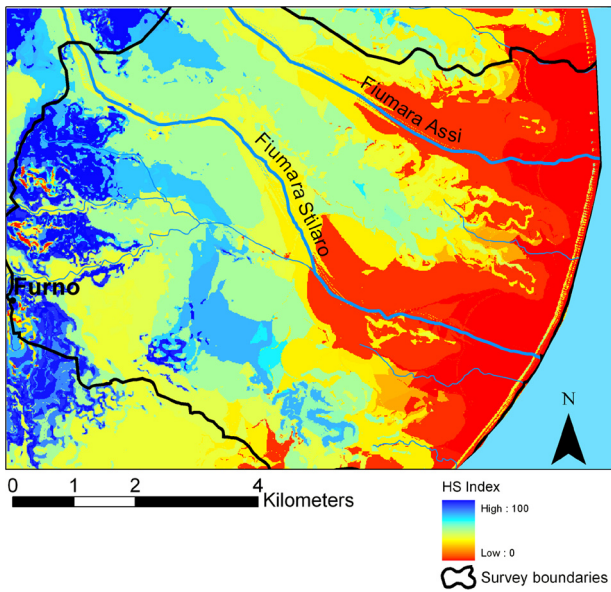 Fiumara Assi
Fiumara Stilaro
Furno
N
0 1 2 4
Kilometers
HS Index
High : 100
Low : 0
Survey boundaries